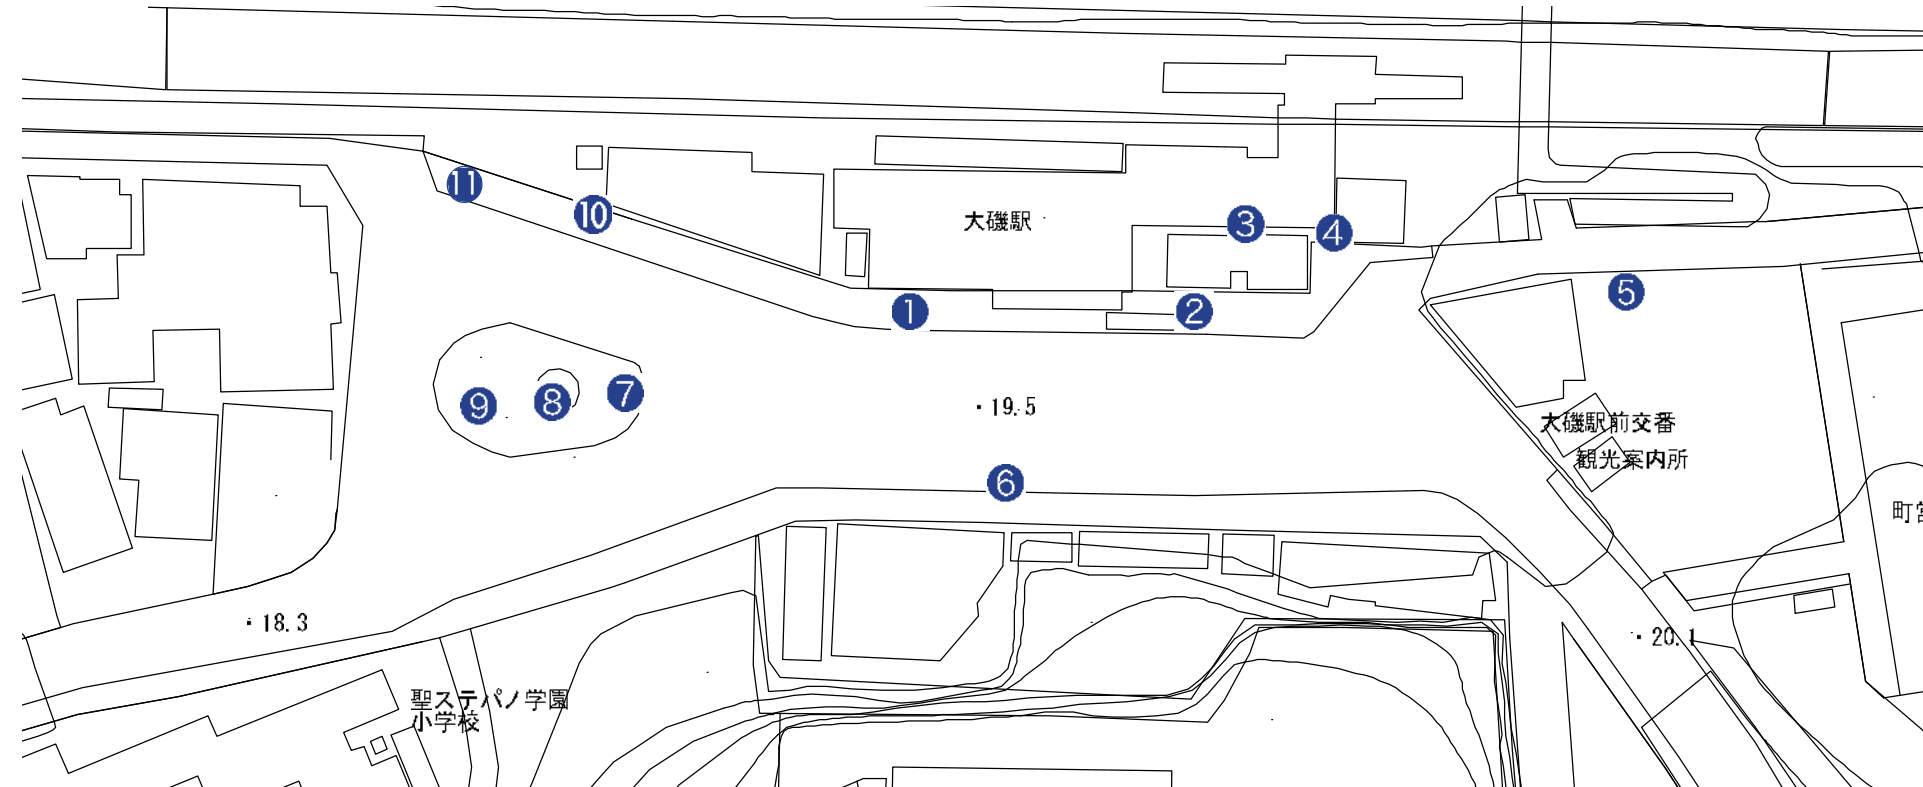 ⑪
⑩
大磯駅
③
④
①
②
⑤
⑨
⑧
⑦
19.5
大磯駅前交番
観光案内所
⑥
町営
18.3
20.1
聖ステパノ学園
小学校